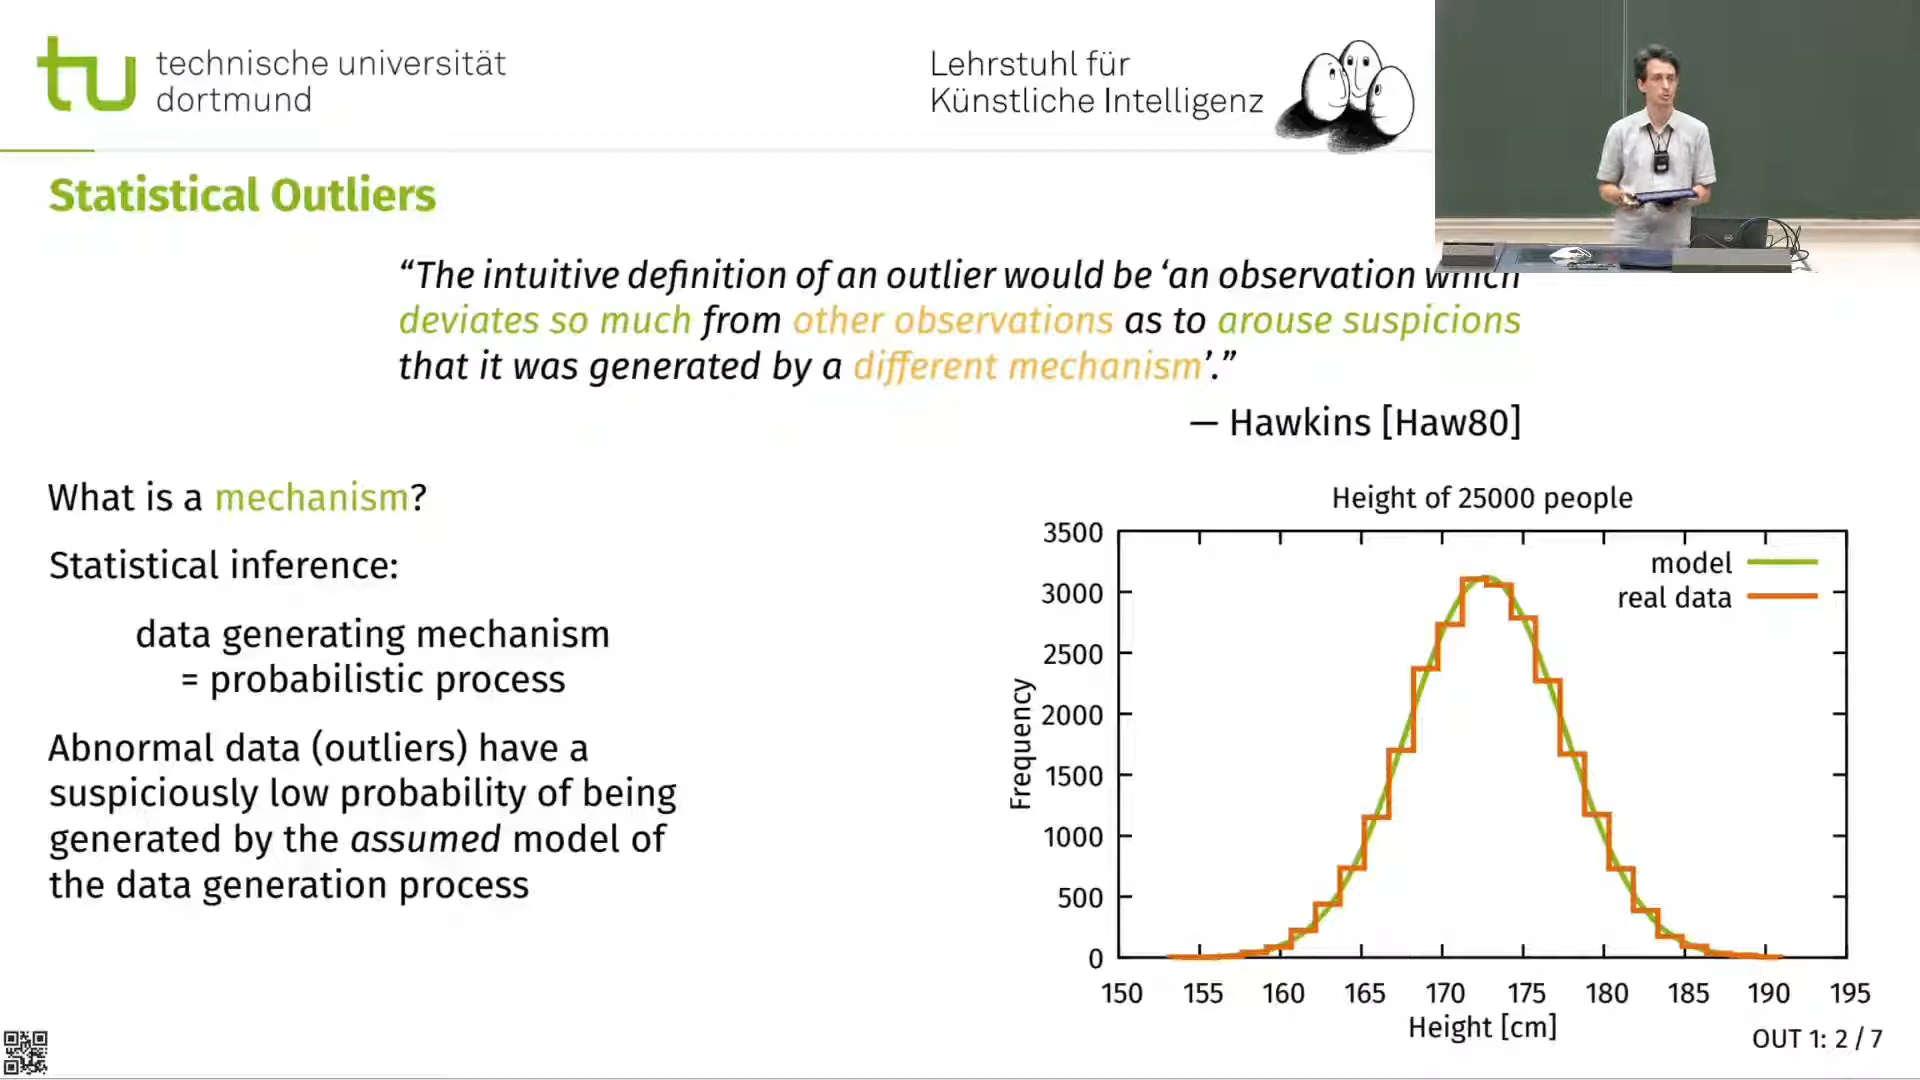 technische universität
dortmund
Lehrstuhl für
Künstliche Intelligenz
Statistical Outliers
“The intuitive definition of an outlier would be ‘an observation which
deviates so much from other observations as to arouse suspicions
that it was generated by a different mechanism’.”
— Hawkins [Haw80]
What is a mechanism?
Statistical inference:
data generating mechanism
= probabilistic process
Abnormal data (outliers) have a
suspiciously low probability of being
generated by the assumed model of
the data generation process
Height of 25000 people
model
real data
Frequency
3500
3000
2500
2000
1500
1000
500
0
150 155 160 165 170 175 180 185 190 195
Height [cm]
OUT 1: 2 / 7